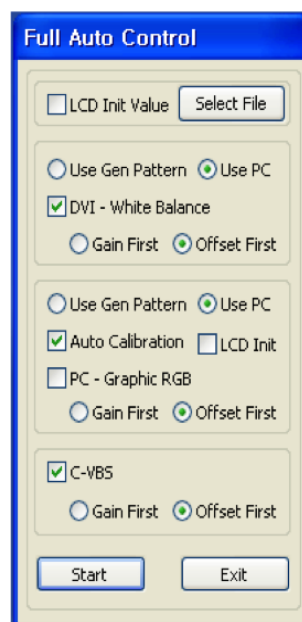 Full Auto Control
LCD Init Value Select File
Use Gen Pattern Use PC
DVI - White Balance
Gain First Offset First
Use Gen Pattern Use PC
Auto Calibration LCD Init
PC - Graphic RGB
Gain First Offset First
C-VBS
Gain First Offset First
Start Exit